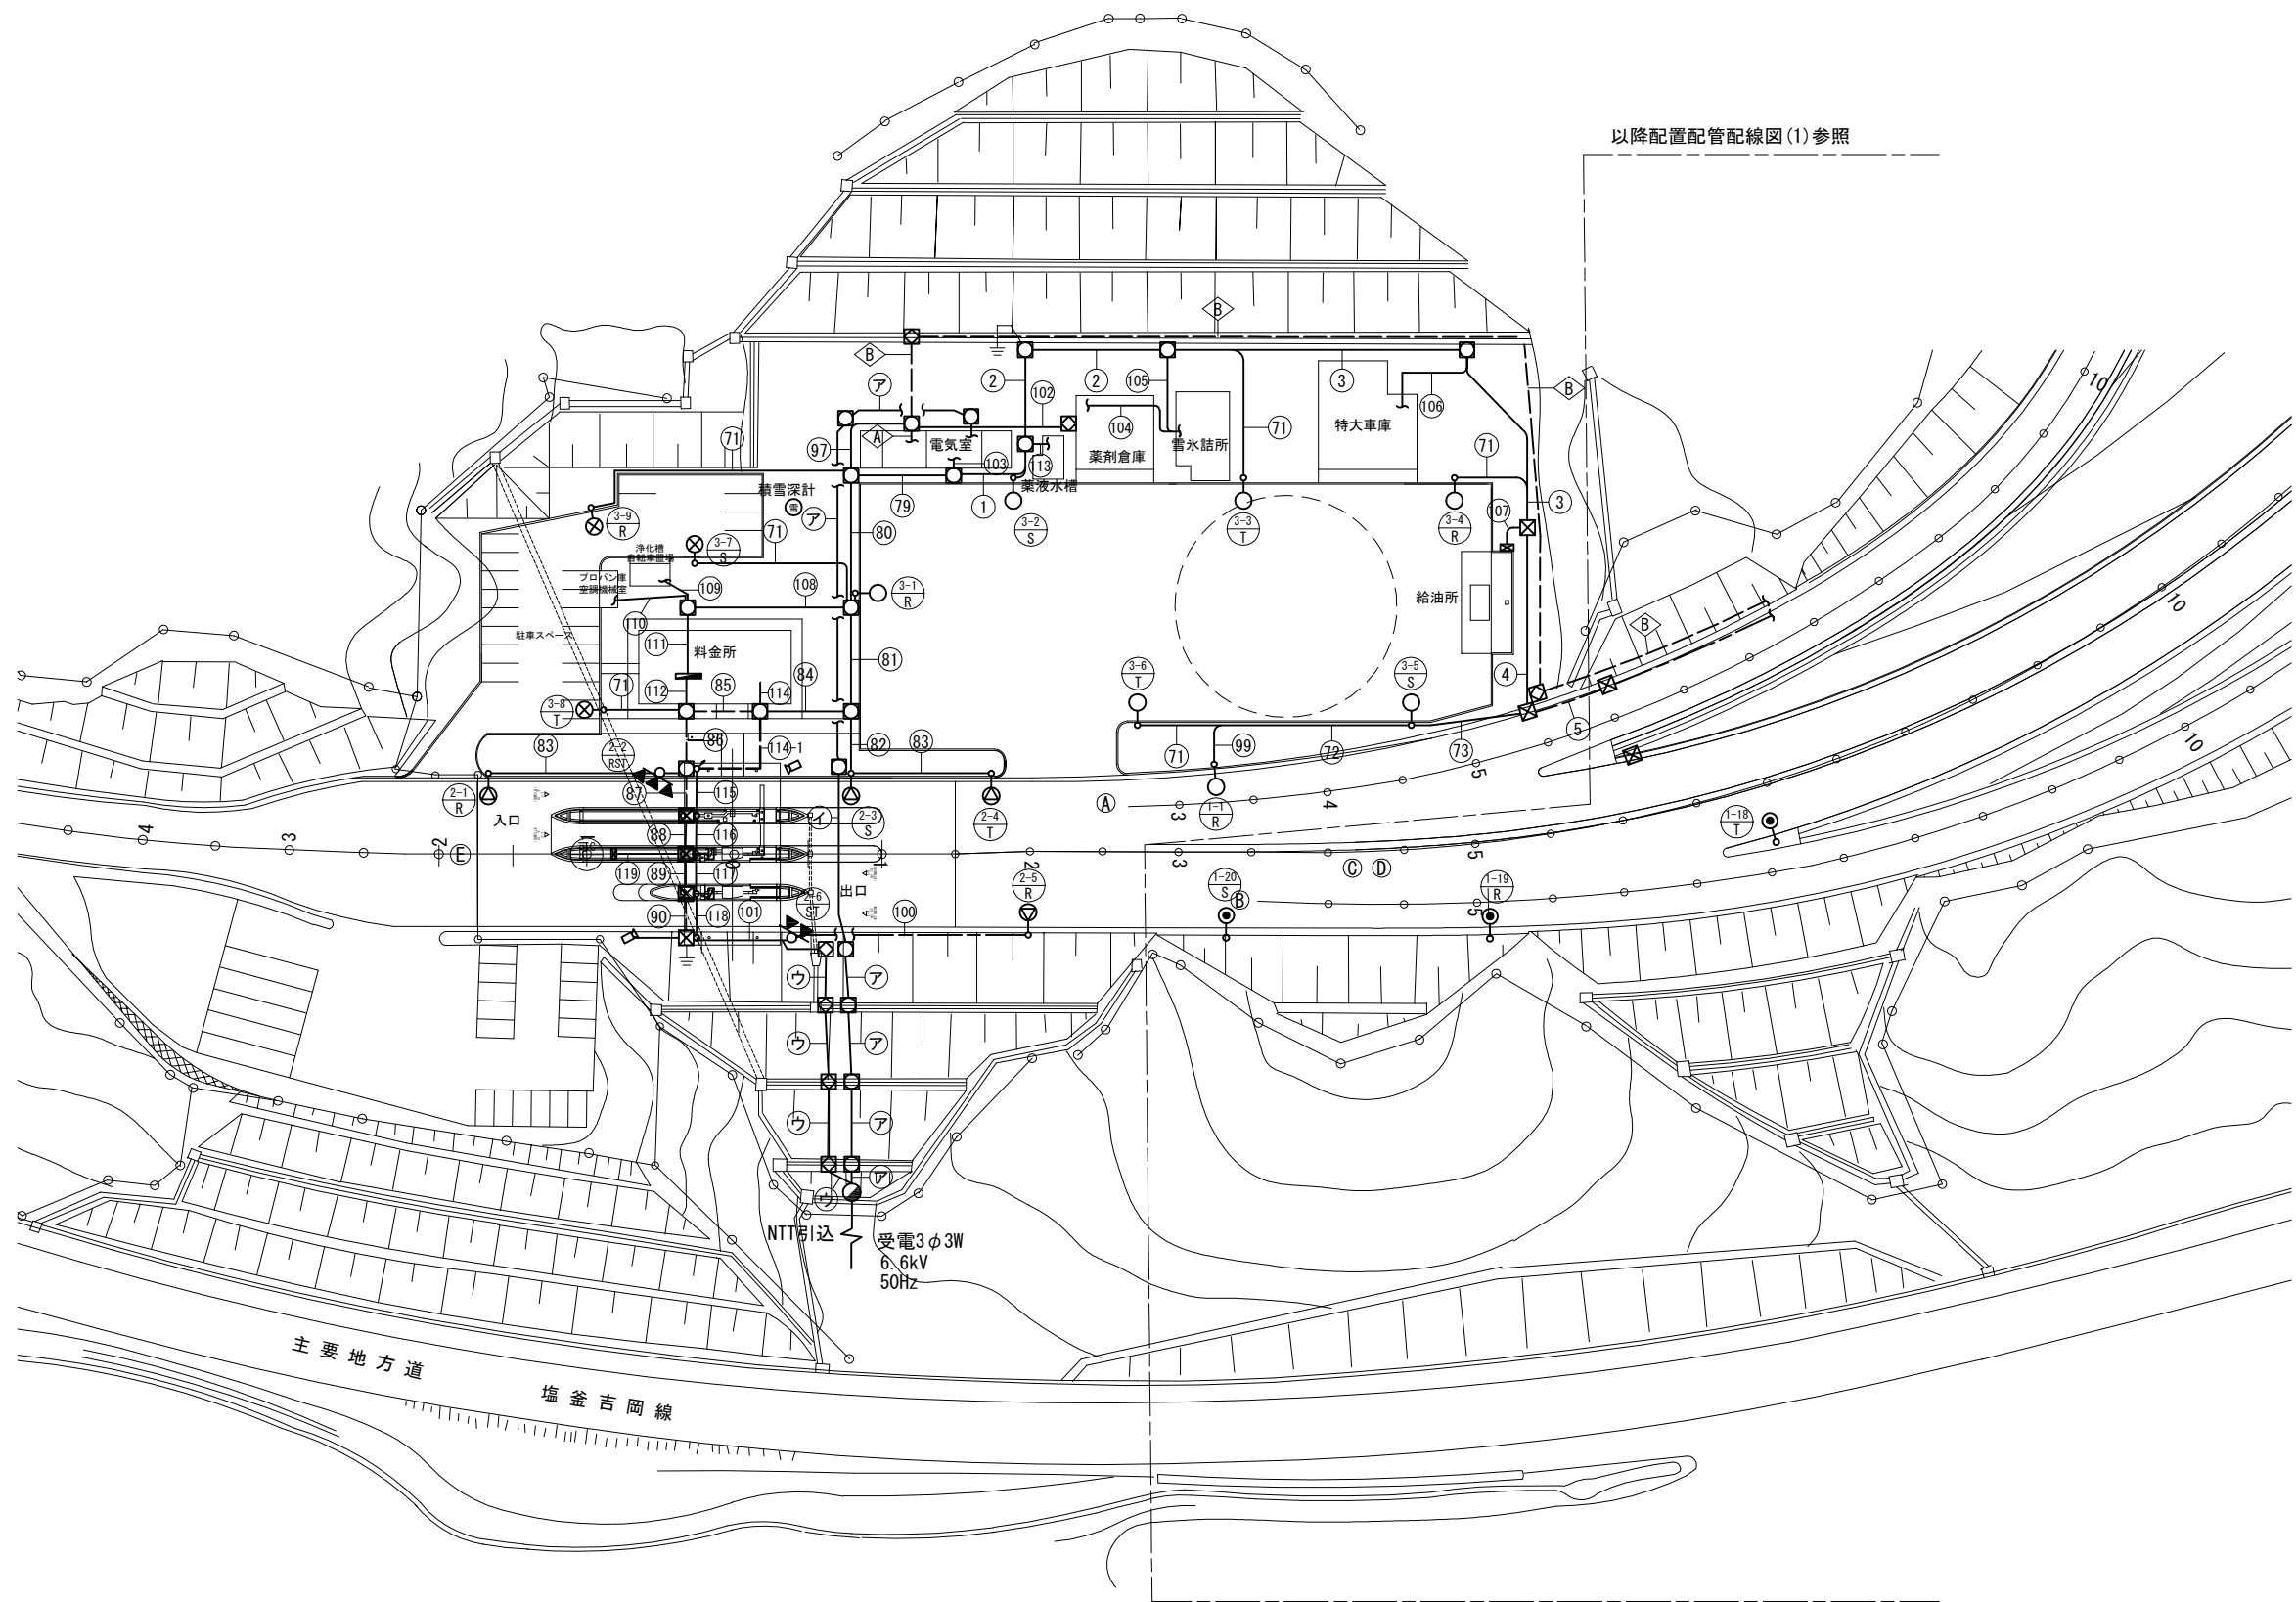 以降配置配管配線図(1)参照
B
B
ア
2
102
2
105
3
B
106
71
97
A
電気室
103
113
104
薬剤倉庫
雪氷詰所
71
特大車庫
71
積雪深計
雪
79
1
薬液水槽
3
3-9
R
ア
3-2
S
3-3
T
3-4
R
107
71
80
3-7
S
浄化槽
自転車置場
プロパン庫
空調機械室
109
108
3-1
R
給油所
110
駐車スペース
111
料金所
81
B
3-6
T
3-5
S
4
71
112
85
114
84
3-8
T
5
83
2-2
RST
86
114-1
82
83
71
99
72
73
10
10
10
2-1
R
87
115
A
5
4
3
1-1
R
入口
イ
2-3
S
2-4
T
1-18
T
88
116
4
3
2
E
3
C
D
5
119
89
117
1
2
出口
2-5
R
1-20
S
B
1-19
R
5
2-6
ST
90
118
101
100
ウ
ア
ウ
ア
ウ
ア
ア
ウ
NTT引込
受電3φ3W
6.6kV
50Hz
主要地方道
塩釜吉岡線